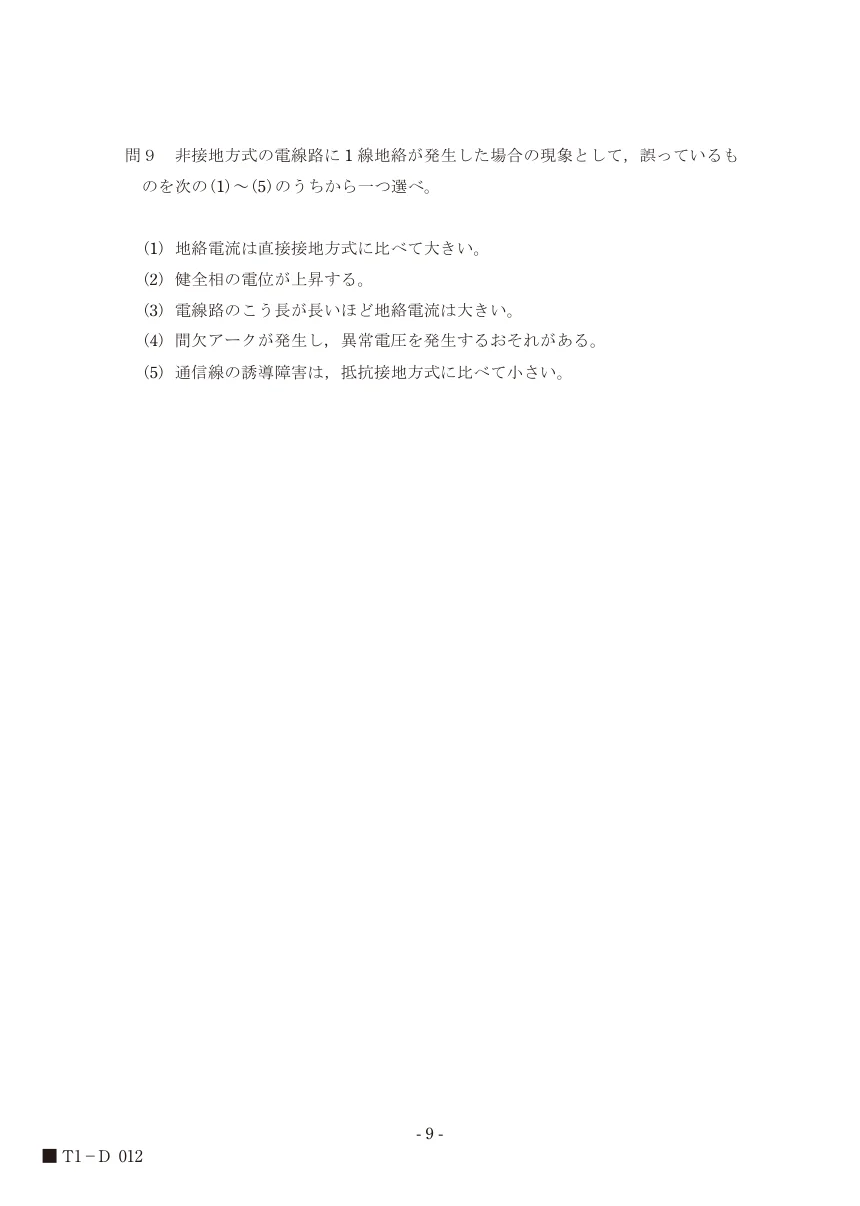 問９　非接地方式の電線路に 1 線地絡が発生した場合の現象として，誤っているも
のを次の(1)～(5)のうちから一つ選べ。
(1) 地絡電流は直接接地方式に比べて大きい。
(2) 健全相の電位が上昇する。
(3) 電線路のこう長が長いほど地絡電流は大きい。
(4) 間欠アークが発生し，異常電圧を発生するおそれがある。
(5) 通信線の誘導障害は，抵抗接地方式に比べて小さい。
- 9 -
■ T1－D 012